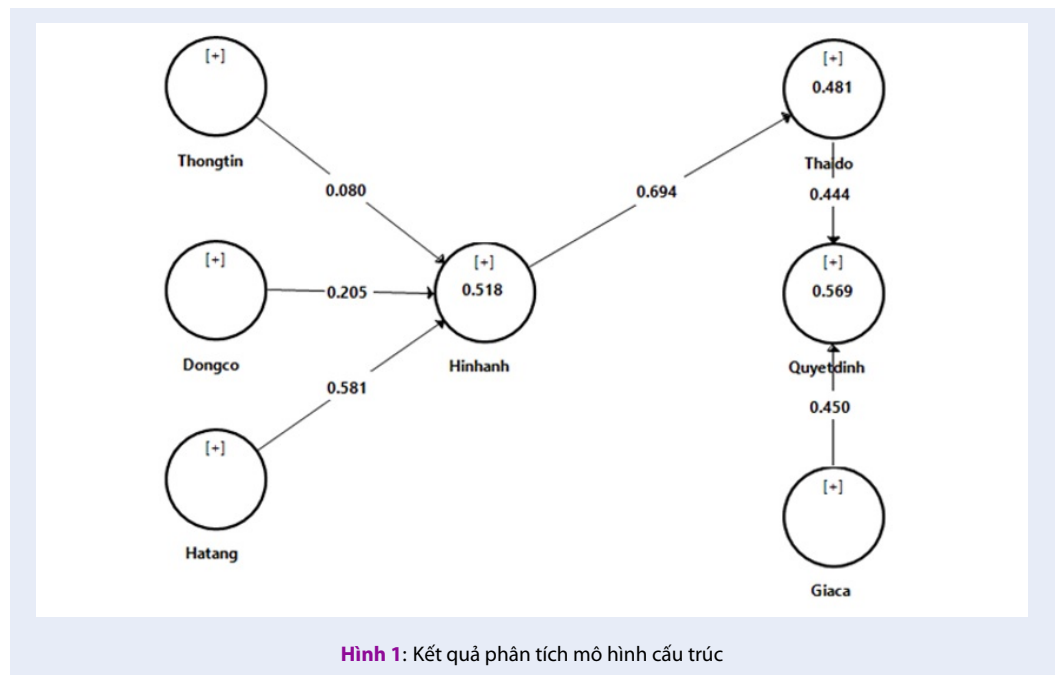 [+]
Thongtin
[+]
0.481
Thaido
0.080
0.694
0.444
[+]
Dongco
0.205
[+]
0.518
Hinhanh
[+]
0.569
Quyetdinh
0.581
0.450
[+]
Hatang
[+]
Giaca
Hình 1: Kết quả phân tích mô hình cấu trúc